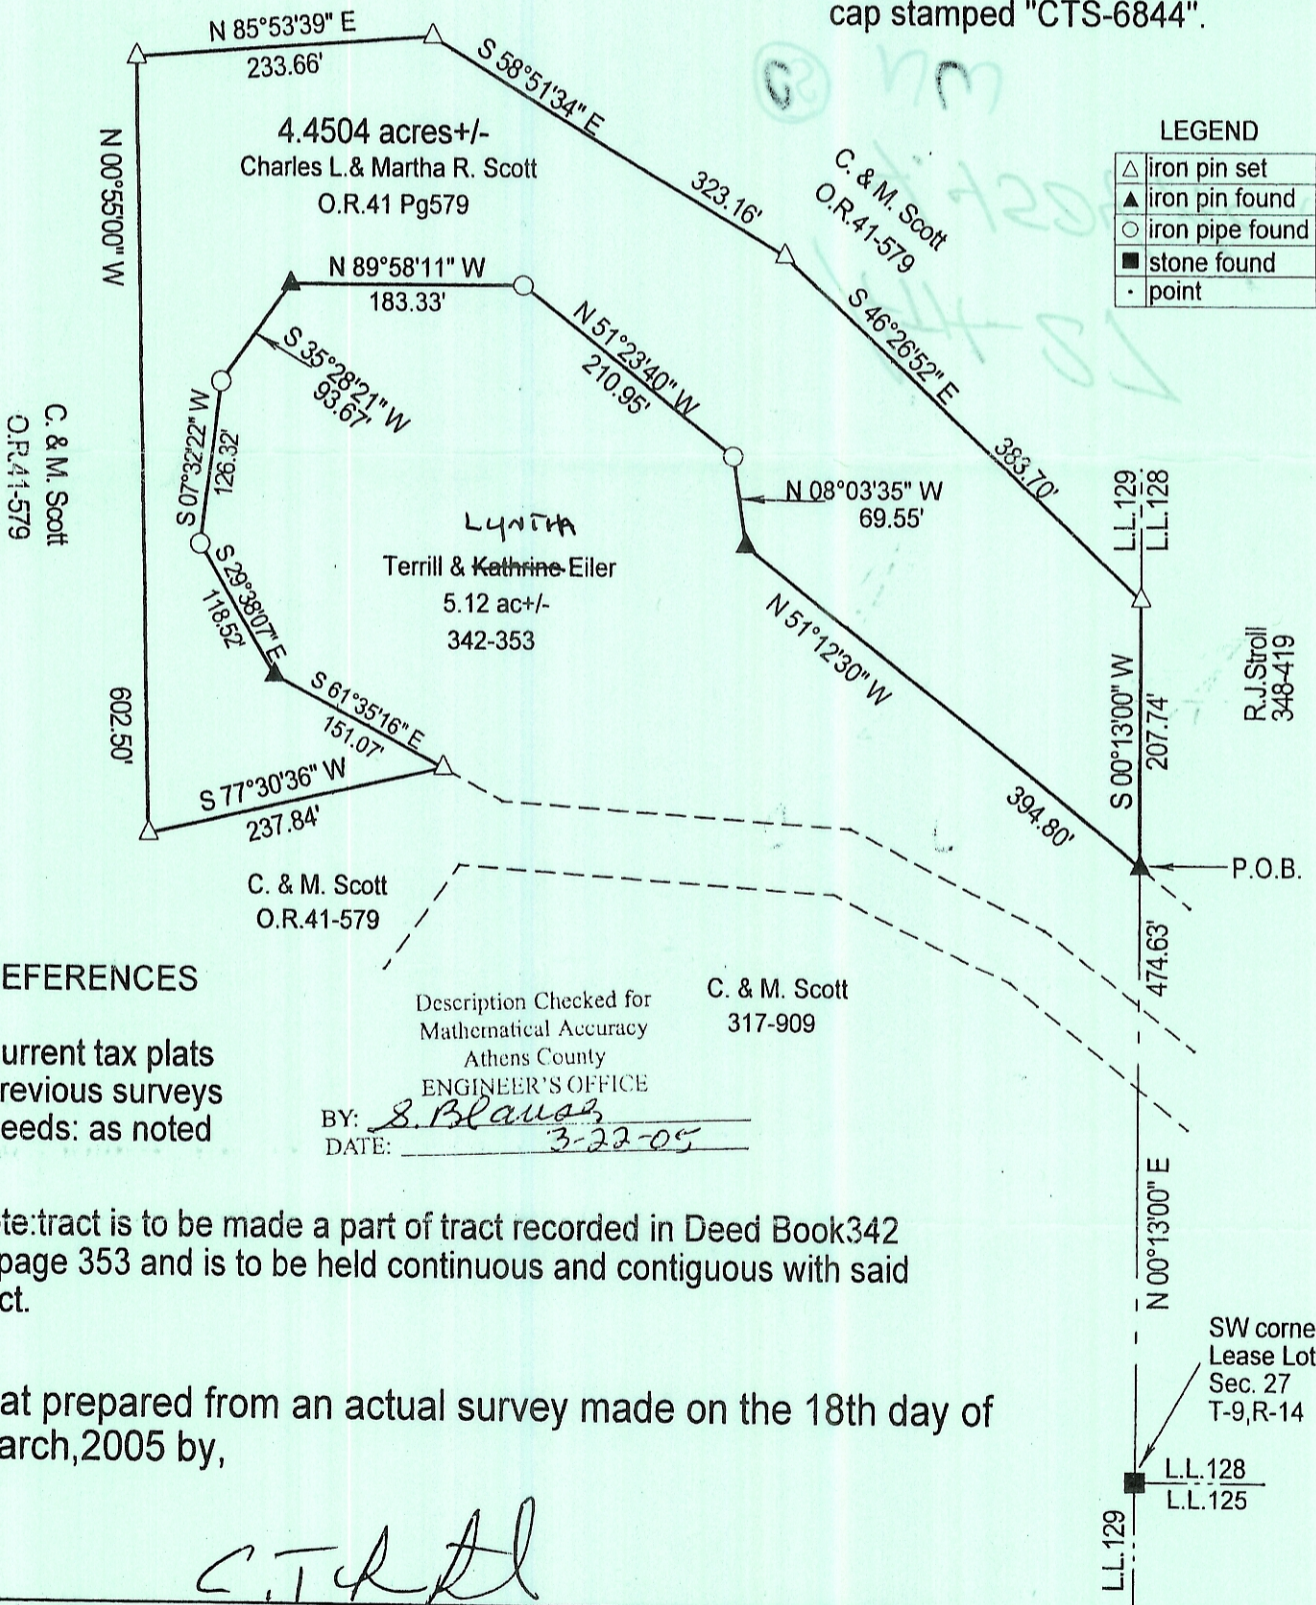 cap stamped "CTS-6844".
N 85°53'39" E
233.66'
S 58°51'34" E
323.16'
4.4504 acres+/-
Charles L.& Martha R. Scott
O.R.41 Pg579
C. & M. Scott
O.R.41-579
LEGEND
iron pin set
iron pin found
iron pipe found
stone found
point
N 00°55'00" W
602.50'
N 89°58'11" W
183.33'
S 35°28'21" W
93.67'
N 51°23'40" W
210.95'
S 46°26'52" E
383.70'
C. & M. Scott
O.R.41-579
S 07°32'22" W
126.32'
N 08°03'35" W
69.55'
L.L.129
L.L.128
LYNTHA
Terrill & Kathrine Eiler
5.12 ac+/-
342-353
S 29°38'07" E
118.52'
N 51°12'30" W
394.80'
S 00°13'00" W
207.74'
R.J.Stroll
348-419
S 61°35'16" E
151.07'
S 77°30'36" W
237.84'
P.O.B.
C. & M. Scott
O.R.41-579
474.63'
EFERENCES
urrent tax plats
revious surveys
eeds: as noted
Description Checked for
Mathematical Accuracy
Athens County
ENGINEER'S OFFICE
BY:
DATE: 3-22-05
C. & M. Scott
317-909
N 00°13'00" E
te:tract is to be made a part of tract recorded in Deed Book342
page 353 and is to be held continuous and contiguous with said
ct.
SW corne
Lease Lot
Sec. 27
T-9,R-14
at prepared from an actual survey made on the 18th day of
arch,2005 by,
L.L.128
L.L.125
L.L.129